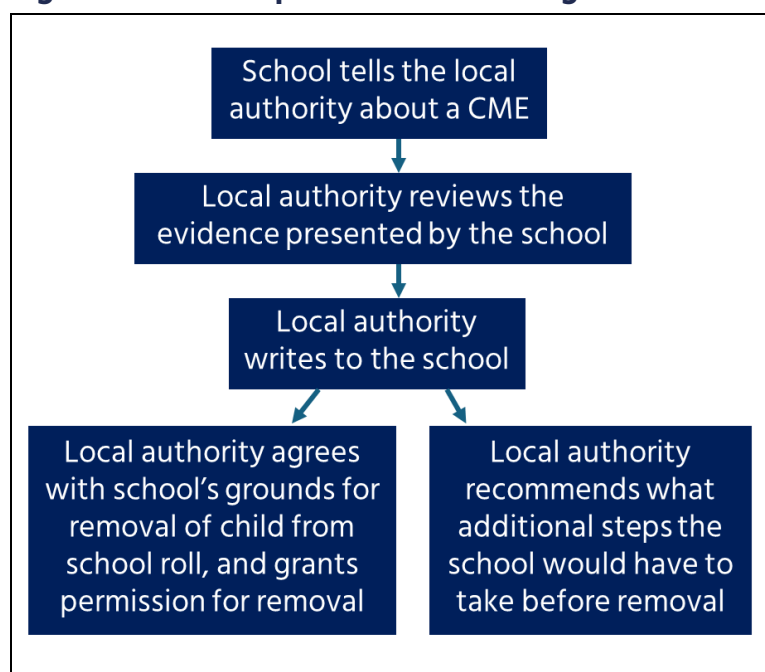 School tells the local
authority about a CME
Local authority reviews the
evidence presented by the school
Local authority
writes to the school
Local authority agrees
with school's grounds for
removal of child from
school roll, and grants
permission for removal
Local authority
recommends what
additional steps the
school would have to
take before removal